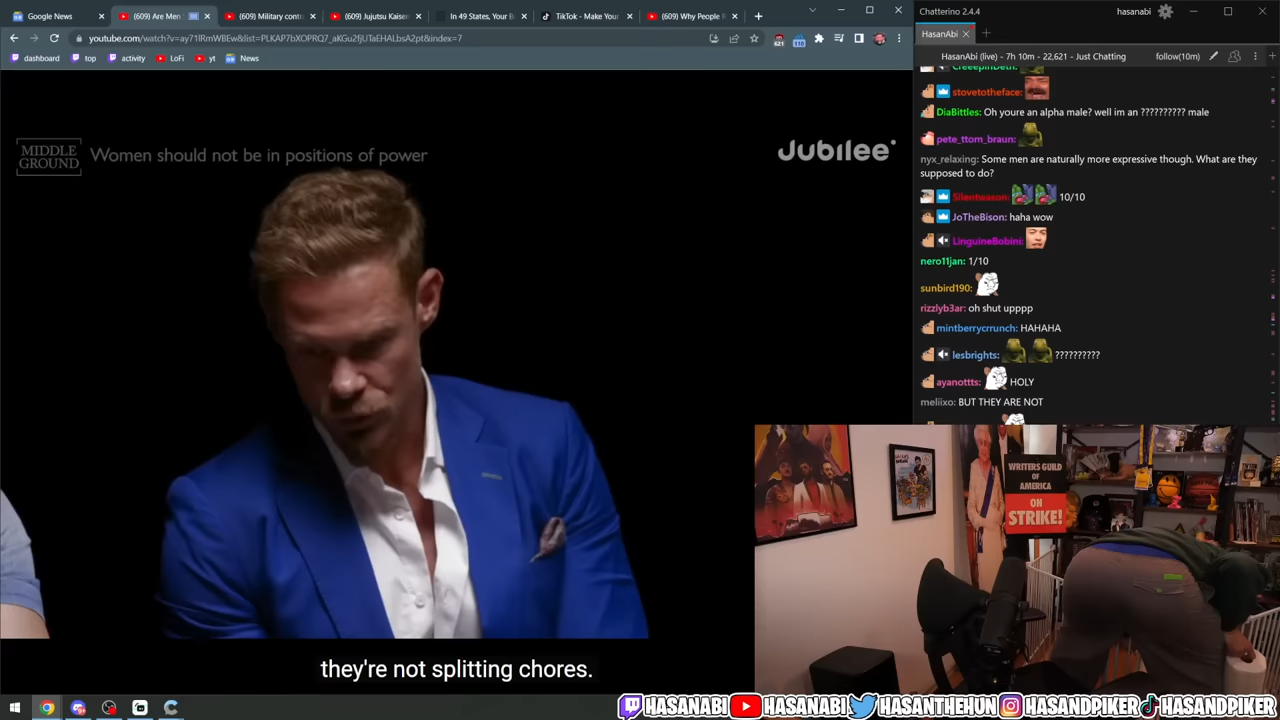 Google News
(609) Are Men
(609) Military contr
(609) Jujutsu Kaisen
In 49 States, Your B
TikTok - Make Your
(609) Why People R
youtube.com/watch?v=ay71IRmWBEw&list=PLKAP7bXOPRQ7_aKGu2fjUTaEHALbsA2pt&index=7
dashboard
top
activity
LoFi
yt
News
MIDDLE
GROUND
Women should not be in positions of power
Jubilee
they're not splitting chores.
Chatterino 2.4.4
hasanabi
HasanAbi
HasanAbi (live) - 7h 10m - 22,621 - Just Chatting
follow(10m)
CreepinDeth:
stovetotheface:
DiaBittles: Oh youre an alpha male? well im an ?????????? male
pete_ttom_braun:
nyx_relaxing: Some men are naturally more expressive though. What are they
supposed to do?
Silentwason: 10/10
JoTheBison: haha wow
LinguineBobini:
nero11jan: 1/10
sunbird190:
rizzlyb3ar: oh shut upppp
mintberrycrrunch: HAHAHA
lesbrights: ??????????
ayanottts: HOLY
meliixo: BUT THEY ARE NOT
WRITERS GUILD
OF
AMERICA
ON
STRIKE!
HASANABI
HASANABI
HASANTHEHUN
HASANDPIKER
HASANDPIKER